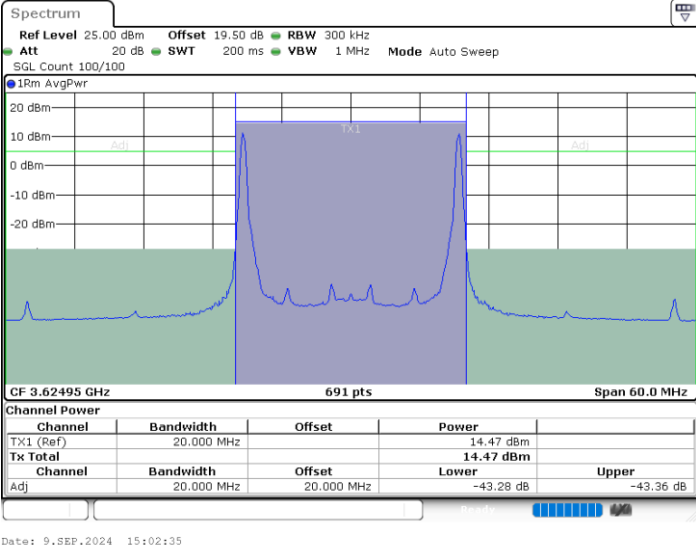 Spectrum
Ref Level 25.00 dBm Offset 19.50 dB RBW 300 kHz
Att 20 dB SWT 200 ms VBW 1 MHz Mode Auto Sweep
SGL Count 100/100
1Rm AvgPwr
20 dBm
TX1
10 dBm
Adj Adj
0 dBm
-10 dBm
-20 dBm
CF 3.62495 GHz 691 pts Span 60.0 MHz
Channel Power
Channel Bandwidth Offset Power
TX1 (Ref) 20.000 MHz 14.47 dBm
Tx Total 14.47 dBm
Channel Bandwidth Offset Lower Upper
Adj 20.000 MHz 20.000 MHz -43.28 dB -43.36 dB
Ready
Date: 9.SEP.2024 15:02:35